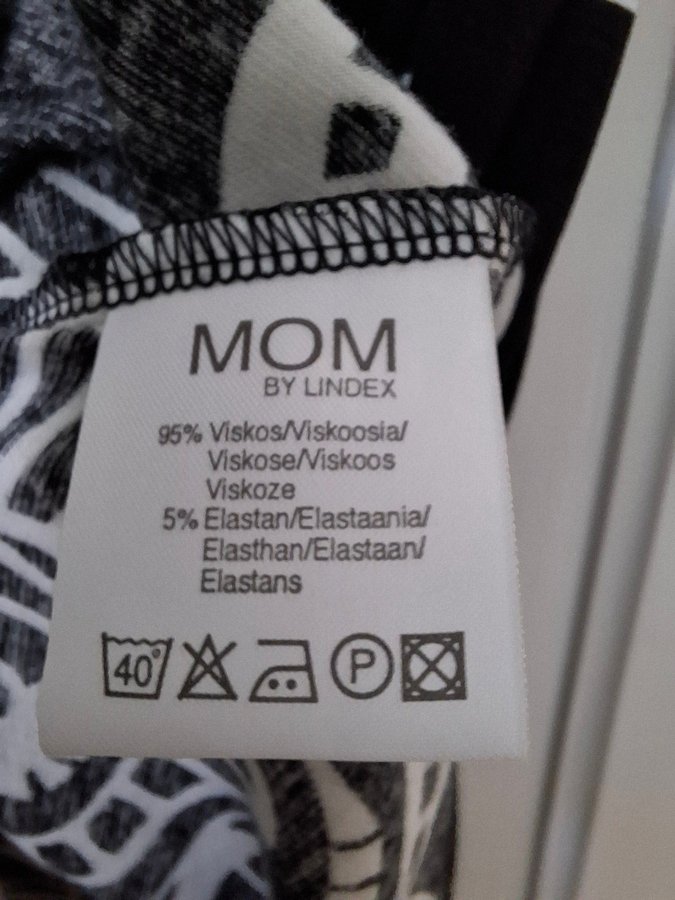 MOM
BY LINDEX
95% Viskos/Viskoosia/
Viskose/Viskoos
Viskoze
5% Elastan/Elastaania/
Elasthan/Elastaan/
Elastans
40°
P